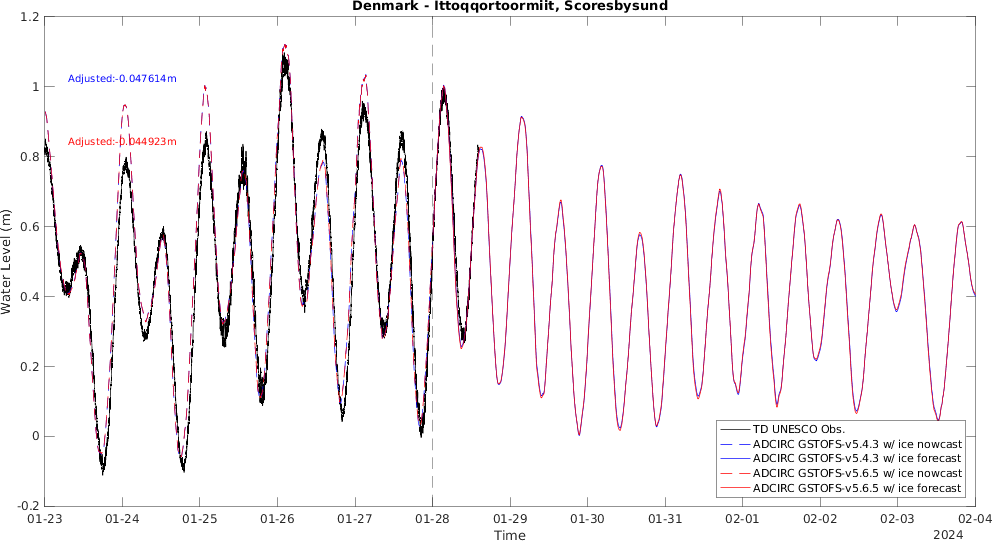 Denmark - Ittoqqortoormiit, Scoresbysund
1.2
1
0.8
0.6
0.4
0.2
0
-0.2
Water Level (m)
Adjusted:-0.047614m
Adjusted:-0.044923m
TD UNESCO Obs.
ADCIRC GSTOFS-v5.4.3 w/ ice nowcast
ADCIRC GSTOFS-v5.4.3 w/ ice forecast
ADCIRC GSTOFS-v5.6.5 w/ ice nowcast
ADCIRC GSTOFS-v5.6.5 w/ ice forecast
01-23 01-24 01-25 01-26 01-27 01-28 01-29 01-30 01-31 02-01 02-02 02-03 02-04
Time
2024